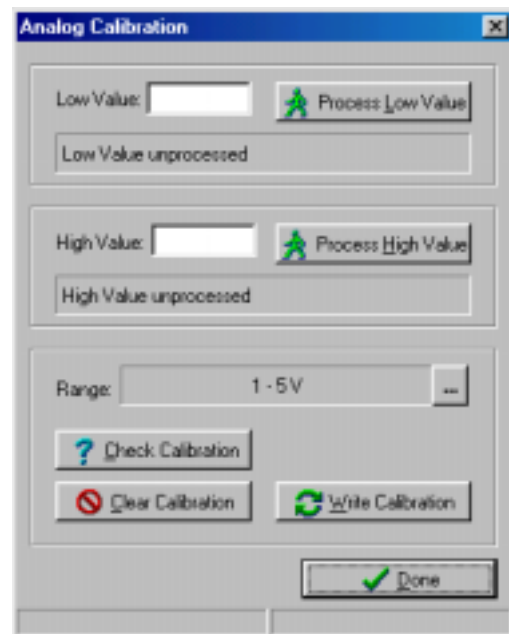 Analog Calibration
Low Value: Process Low Value
Low Value unprocessed
High Value: Process High Value
High Value unprocessed
Range: 1 - 5 V ...
Check Calibration
Clear Calibration Write Calibration
Done